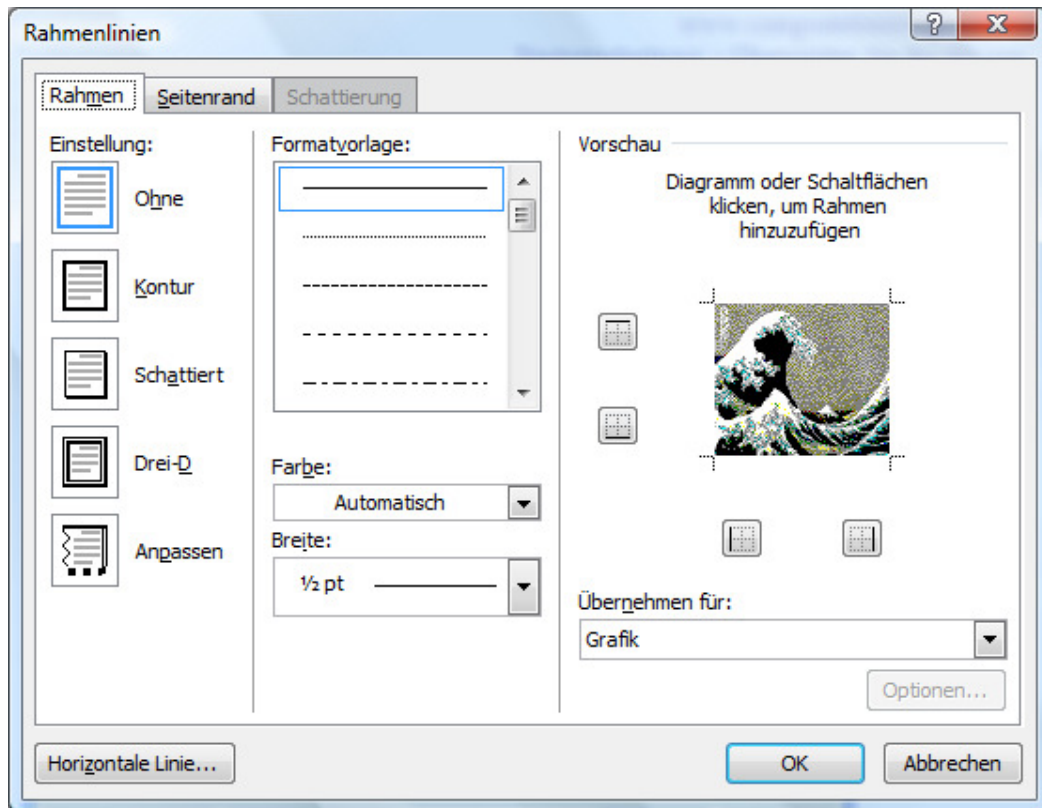 Rahmenlinien
Rahmen
Seitenrand
Schattierung
Einstellung:
Ohne
Kontur
Schattiert
Drei-D
Anpassen
Formatvorlage:
Farbe:
Automatisch
Breite:
½ pt
Vorschau
Diagramm oder Schaltflächen
klicken, um Rahmen
hinzuzufügen
Übernehmen für:
Grafik
Optionen...
Horizontale Linie...
OK
Abbrechen